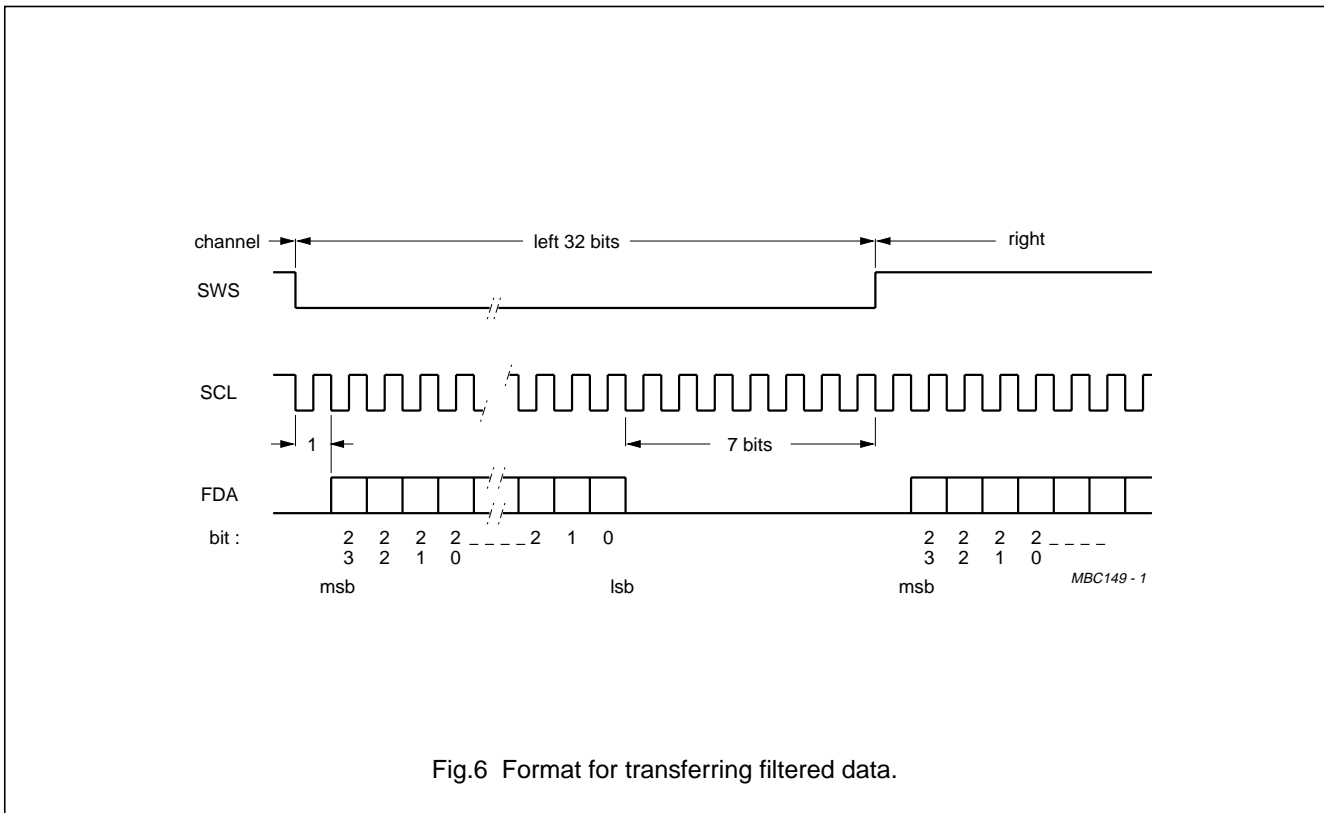 channel left 32 bits right
SWS
SCL
1 7 bits
FDA
bit : 2 2 2 2 _ _ _ _ 2 1 0 2 2 2 2 _ _ _ _
3 2 1 0 3 2 1 0
msb lsb msb
MBC149 - 1
Fig.6 Format for transferring filtered data.